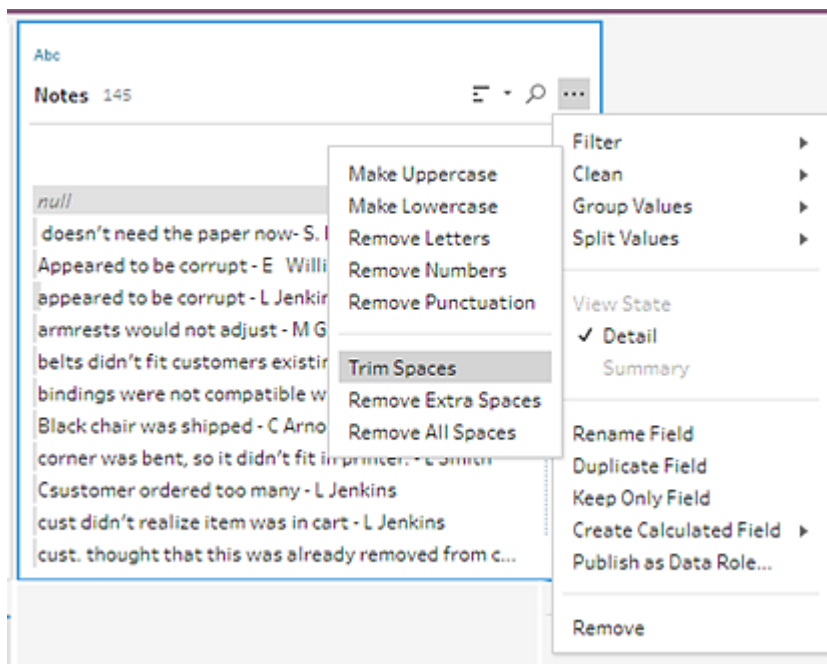 Abc
Notes 145
null
doesn't need the paper now- S.
Appeared to be corrupt - E Willi
appeared to be corrupt - L Jenkin
armrests would not adjust - M G
belts didn't fit customers existin
bindings were not compatible w
Black chair was shipped - C Arno
corner was bent, so it didn't fit in printer. - L Smith
Csustomer ordered too many - L Jenkins
cust didn't realize item was in cart - L Jenkins
cust. thought that this was already removed from c...
Make Uppercase
Make Lowercase
Remove Letters
Remove Numbers
Remove Punctuation
Trim Spaces
Remove Extra Spaces
Remove All Spaces
Filter
Clean
Group Values
Split Values
View State
✓ Detail
Summary
Rename Field
Duplicate Field
Keep Only Field
Create Calculated Field
Publish as Data Role...
Remove